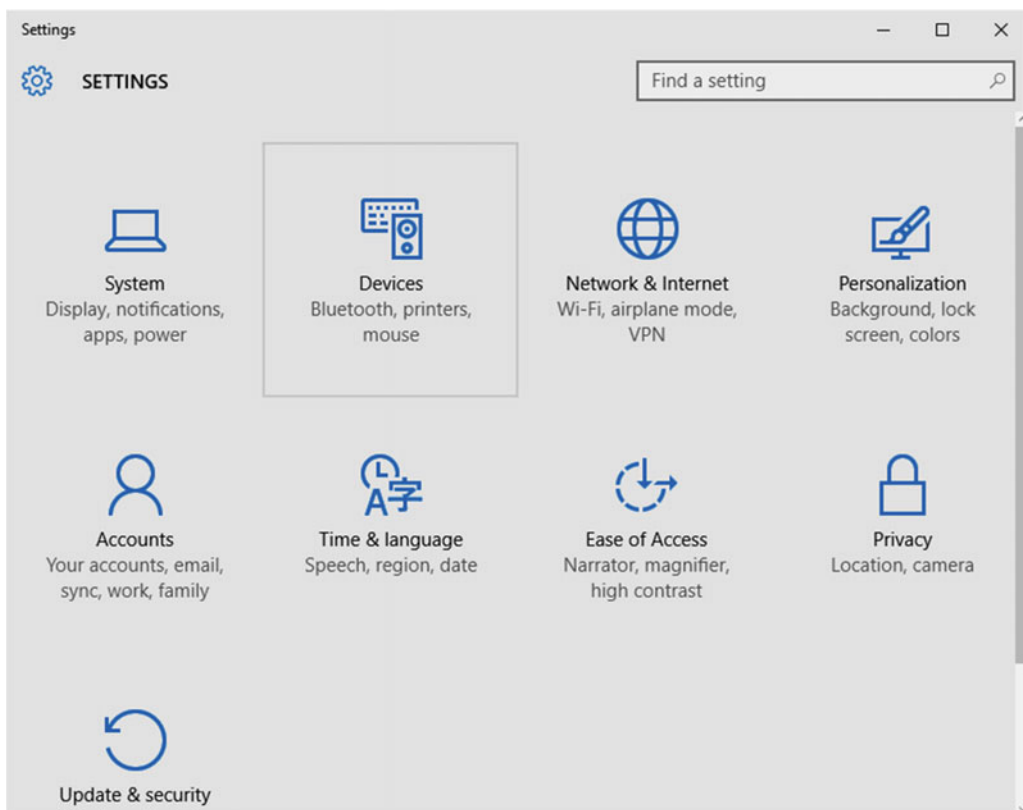 Settings
SETTINGS
Find a setting
System
Display, notifications,
apps, power
Devices
Bluetooth, printers,
mouse
Network & Internet
Wi-Fi, airplane mode,
VPN
Personalization
Background, lock
screen, colors
Accounts
Your accounts, email,
sync, work, family
Time & language
Speech, region, date
Ease of Access
Narrator, magnifier,
high contrast
Privacy
Location, camera
Update & security